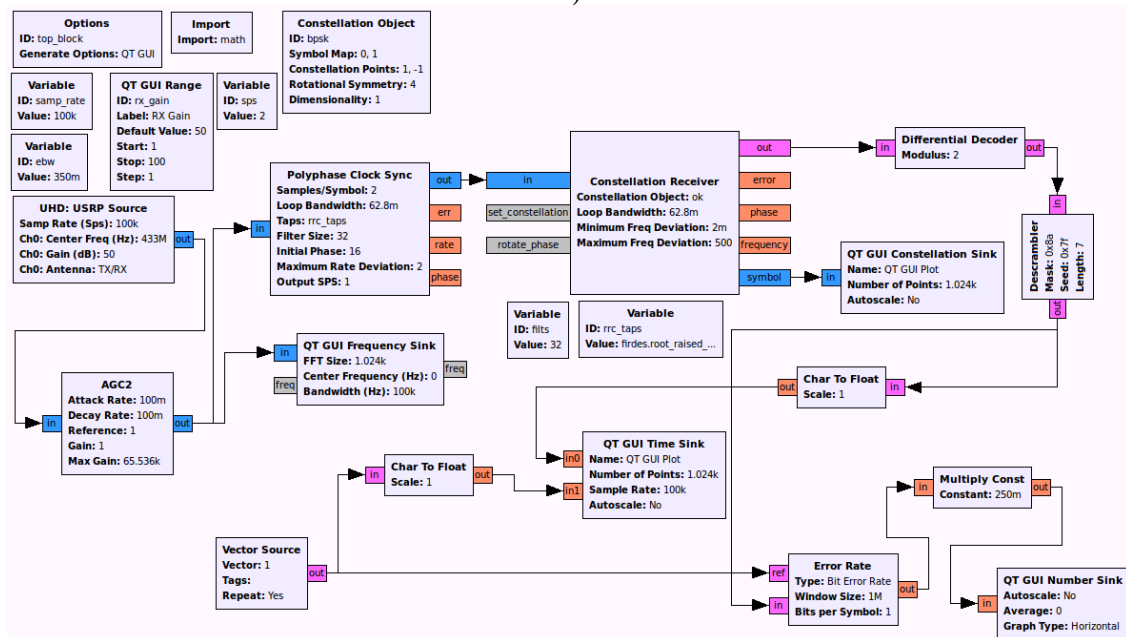 )
Options
ID: top_block
Generate Options: QT GUI
Import
Import: math
Constellation Object
ID: bpsk
Symbol Map: 0, 1
Constellation Points: 1, -1
Rotational Symmetry: 4
Dimensionality: 1
Variable
ID: samp_rate
Value: 100k
QT GUI Range
ID: rx_gain
Label: RX Gain
Default Value: 50
Start: 1
Stop: 100
Step: 1
Variable
ID: sps
Value: 2
Variable
ID: ebw
Value: 350m
UHD: USRP Source
Samp Rate (Sps): 100k
Ch0: Center Freq (Hz): 433M
Ch0: Gain (dB): 50
Ch0: Antenna: TX/RX
out
in
Polyphase Clock Sync
Samples/Symbol: 2
Loop Bandwidth: 62.8m
Taps: rrc_taps
Filter Size: 32
Initial Phase: 16
Maximum Rate Deviation: 2
Output SPS: 1
out
err
rate
phase
in
set_constellation
rotate_phase
Constellation Receiver
Constellation Object: ok
Loop Bandwidth: 62.8m
Minimum Freq Deviation: 2m
Maximum Freq Deviation: 500
out
error
phase
frequency
symbol
in
Differential Decoder
Modulus: 2
out
in
Descrambler
Mask: 0x8a
Seed: 0x7f
Length: 7
out
in
QT GUI Constellation Sink
Name: QT GUI Plot
Number of Points: 1.024k
Autoscale: No
Variable
ID: filts
Value: 32
Variable
ID: rrc_taps
Value: firdes.root_raised_...
in
freq
QT GUI Frequency Sink
FFT Size: 1.024k
Center Frequency (Hz): 0
Bandwidth (Hz): 100k
freq
in
AGC2
Attack Rate: 100m
Decay Rate: 100m
Reference: 1
Gain: 1
Max Gain: 65.536k
out
out
Char To Float
Scale: 1
in
in
Char To Float
Scale: 1
out
in0
in1
QT GUI Time Sink
Name: QT GUI Plot
Number of Points: 1.024k
Sample Rate: 100k
Autoscale: No
in
Multiply Const
Constant: 250m
out
Vector Source
Vector: 1
Tags:
Repeat: Yes
out
ref
in
Error Rate
Type: Bit Error Rate
Window Size: 1M
Bits per Symbol: 1
out
in
QT GUI Number Sink
Autoscale: No
Average: 0
Graph Type: Horizontal